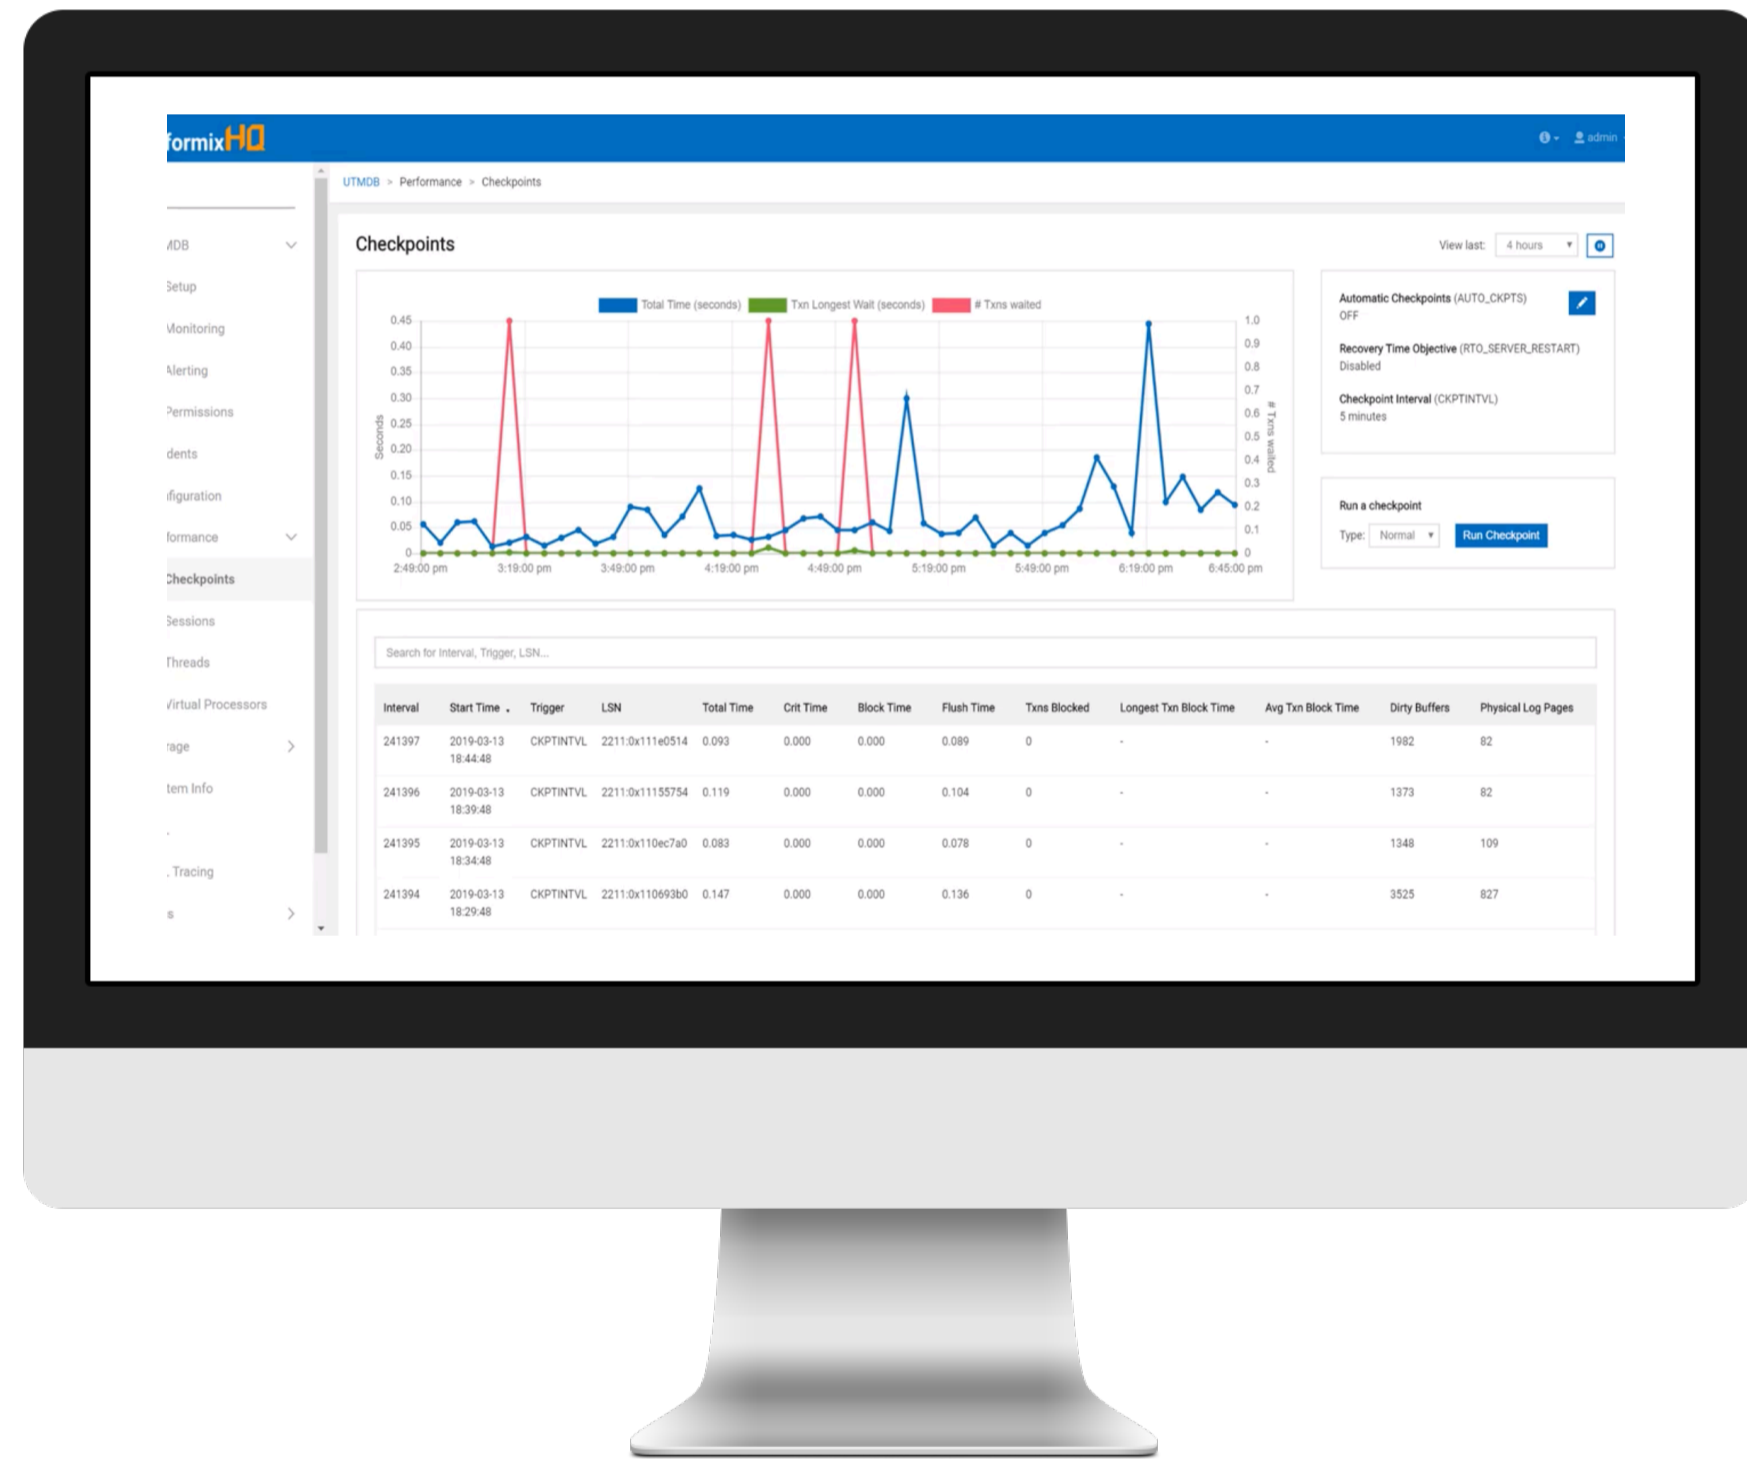 formixHQ
admin
UTMDB > Performance > Checkpoints
MDB
Setup
Monitoring
Alerting
Permissions
dents
figuration
formance
Checkpoints
Sessions
Threads
Virtual Processors
rage
tem Info
. Tracing
s
Checkpoints
View last: 4 hours
Total Time (seconds) Txn Longest Wait (seconds) # Txns waited
Seconds
0.45
0.40
0.35
0.30
0.25
0.20
0.15
0.10
0.05
0
1.0
0.9
0.8
0.7
0.6
0.5
0.4
0.3
0.2
0.1
0
# Txns waited
2:49:00 pm 3:19:00 pm 3:49:00 pm 4:19:00 pm 4:49:00 pm 5:19:00 pm 5:49:00 pm 6:19:00 pm 6:45:00 pm
Automatic Checkpoints (AUTO_CKPTS)
OFF
Recovery Time Objective (RTO_SERVER_RESTART)
Disabled
Checkpoint Interval (CKPTINTVL)
5 minutes
Run a checkpoint
Type: Normal Run Checkpoint
Search for Interval, Trigger, LSN...
Interval Start Time Trigger LSN Total Time Crit Time Block Time Flush Time Txns Blocked Longest Txn Block Time Avg Txn Block Time Dirty Buffers Physical Log Pages
241397 2019-03-13 CKPTINTVL 2211:0x111e0514 0.093 0.000 0.000 0.089 0 - - 1982 82
18:44:48
241396 2019-03-13 CKPTINTVL 2211:0x11155754 0.119 0.000 0.000 0.104 0 - - 1373 82
18:39:48
241395 2019-03-13 CKPTINTVL 2211:0x110ec7a0 0.083 0.000 0.000 0.078 0 - - 1348 109
18:34:48
241394 2019-03-13 CKPTINTVL 2211:0x110693b0 0.147 0.000 0.000 0.136 0 - - 3525 827
18:29:48